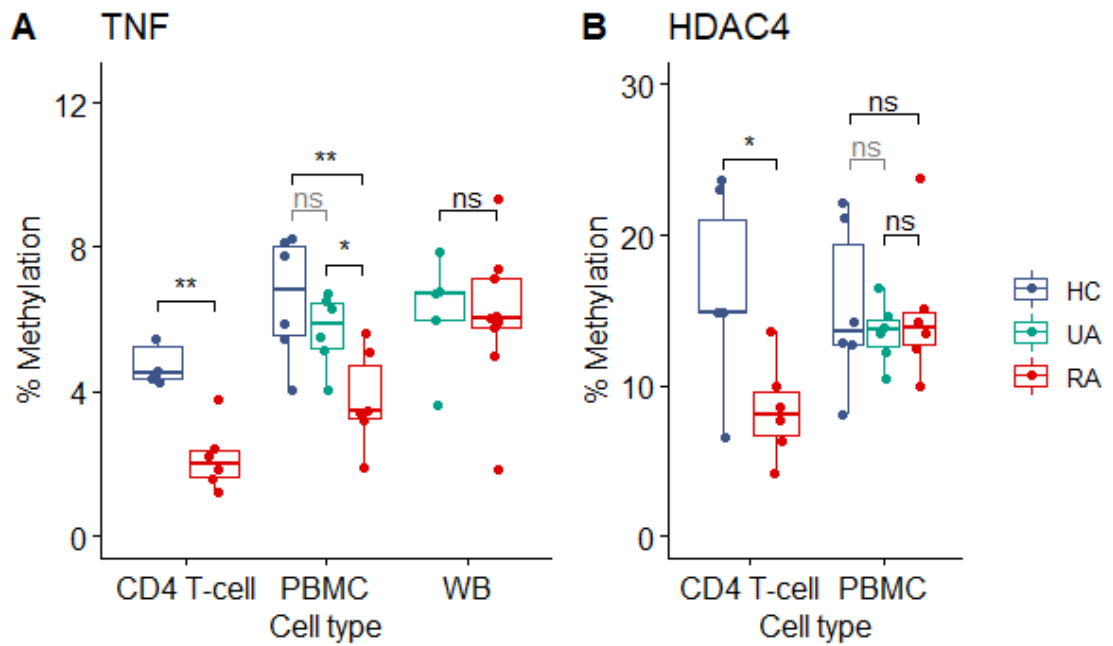 A TNF
% Methylation
12
8
4
0
**
**
ns
*
ns
CD4 T-cell PBMC WB
Cell type
B HDAC4
% Methylation
30
20
10
0
*
ns
ns
ns
CD4 T-cell PBMC
Cell type
HC
UA
RA